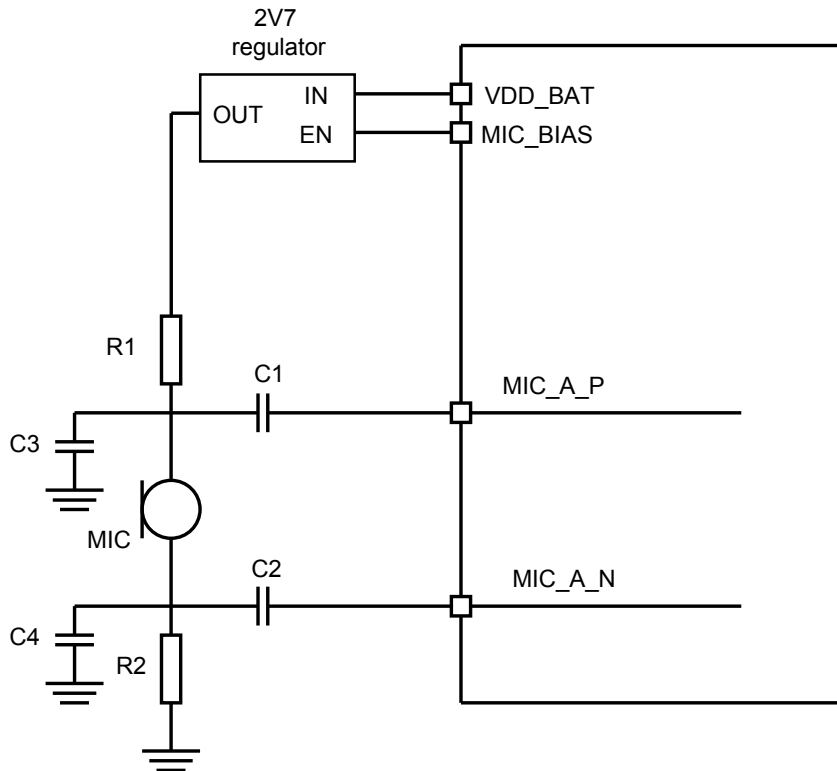 2V7
regulator
IN
VDD_BAT
OUT
EN
MIC_BIAS
R1
C1
MIC_A_P
C3
MIC
C2
MIC_A_N
C4
R2